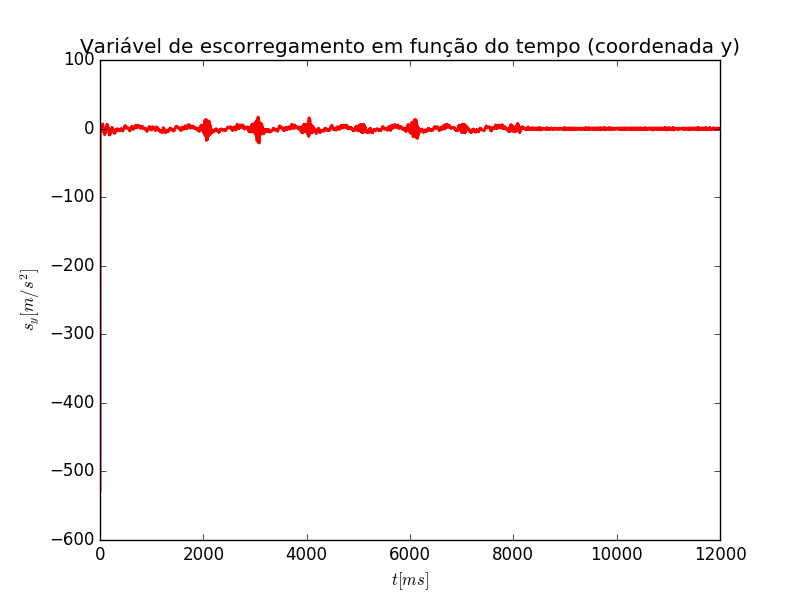 Variável de escorregamento em função do tempo (coordenada y)
100
0
−100
−200
−300
−400
−500
−600
s_y[m/s^2]
0 2000 4000 6000 8000 10000 12000
t[ms]